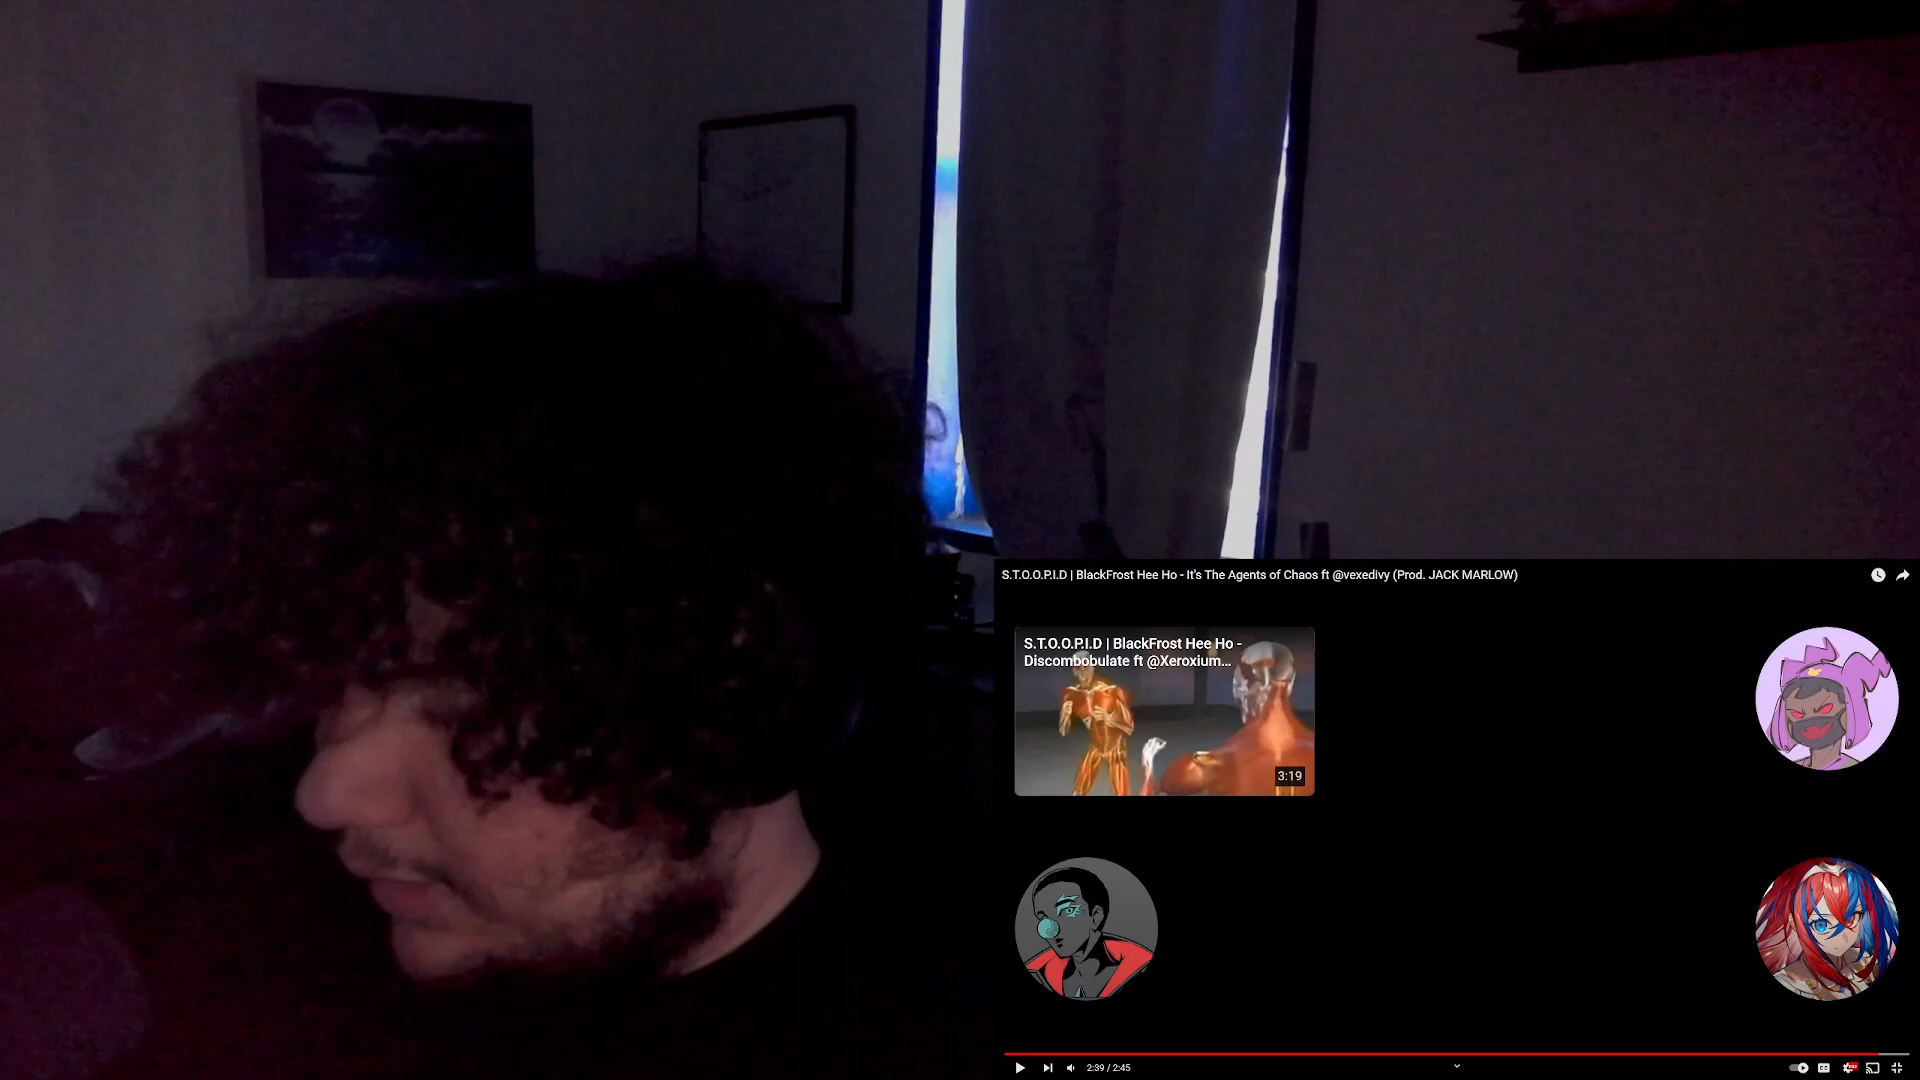 S.T.O.O.P.I.D | BlackFrost Hee Ho - It's The Agents of Chaos ft @vexedivy (Prod. JACK MARLOW)
S.T.O.O.P.I.D | BlackFrost Hee Ho -
Discombobulate ft @Xeroxium...
3:19
2:39 / 2:45